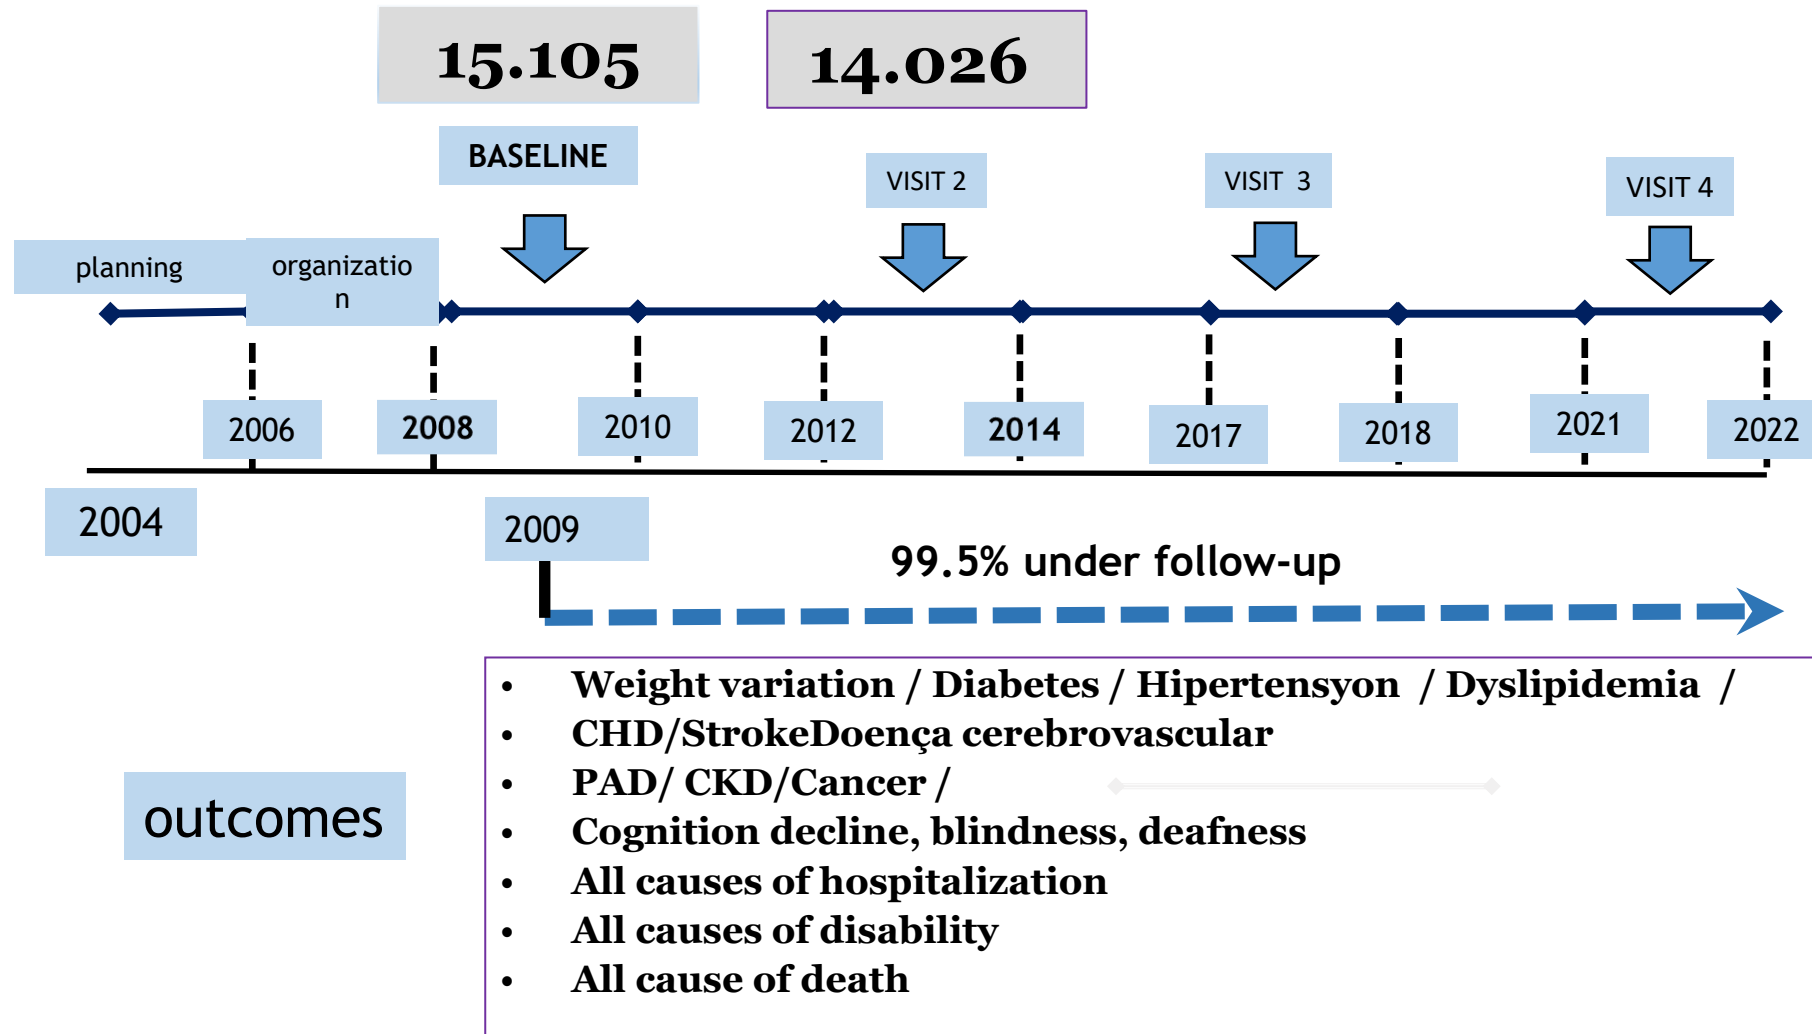 15.105
14.026
BASELINE
VISIT 2
VISIT 3
VISIT 4
planning
organizatio
n
2006
2008
2010
2012
2014
2017
2018
2021
2022
2004
2009
99.5% under follow-up
outcomes
• Weight variation / Diabetes / Hipertensyon / Dyslipidemia /
• CHD/StrokeDoença cerebrovascular
• PAD/ CKD/Cancer /
• Cognition decline, blindness, deafness
• All causes of hospitalization
• All causes of disability
• All cause of death